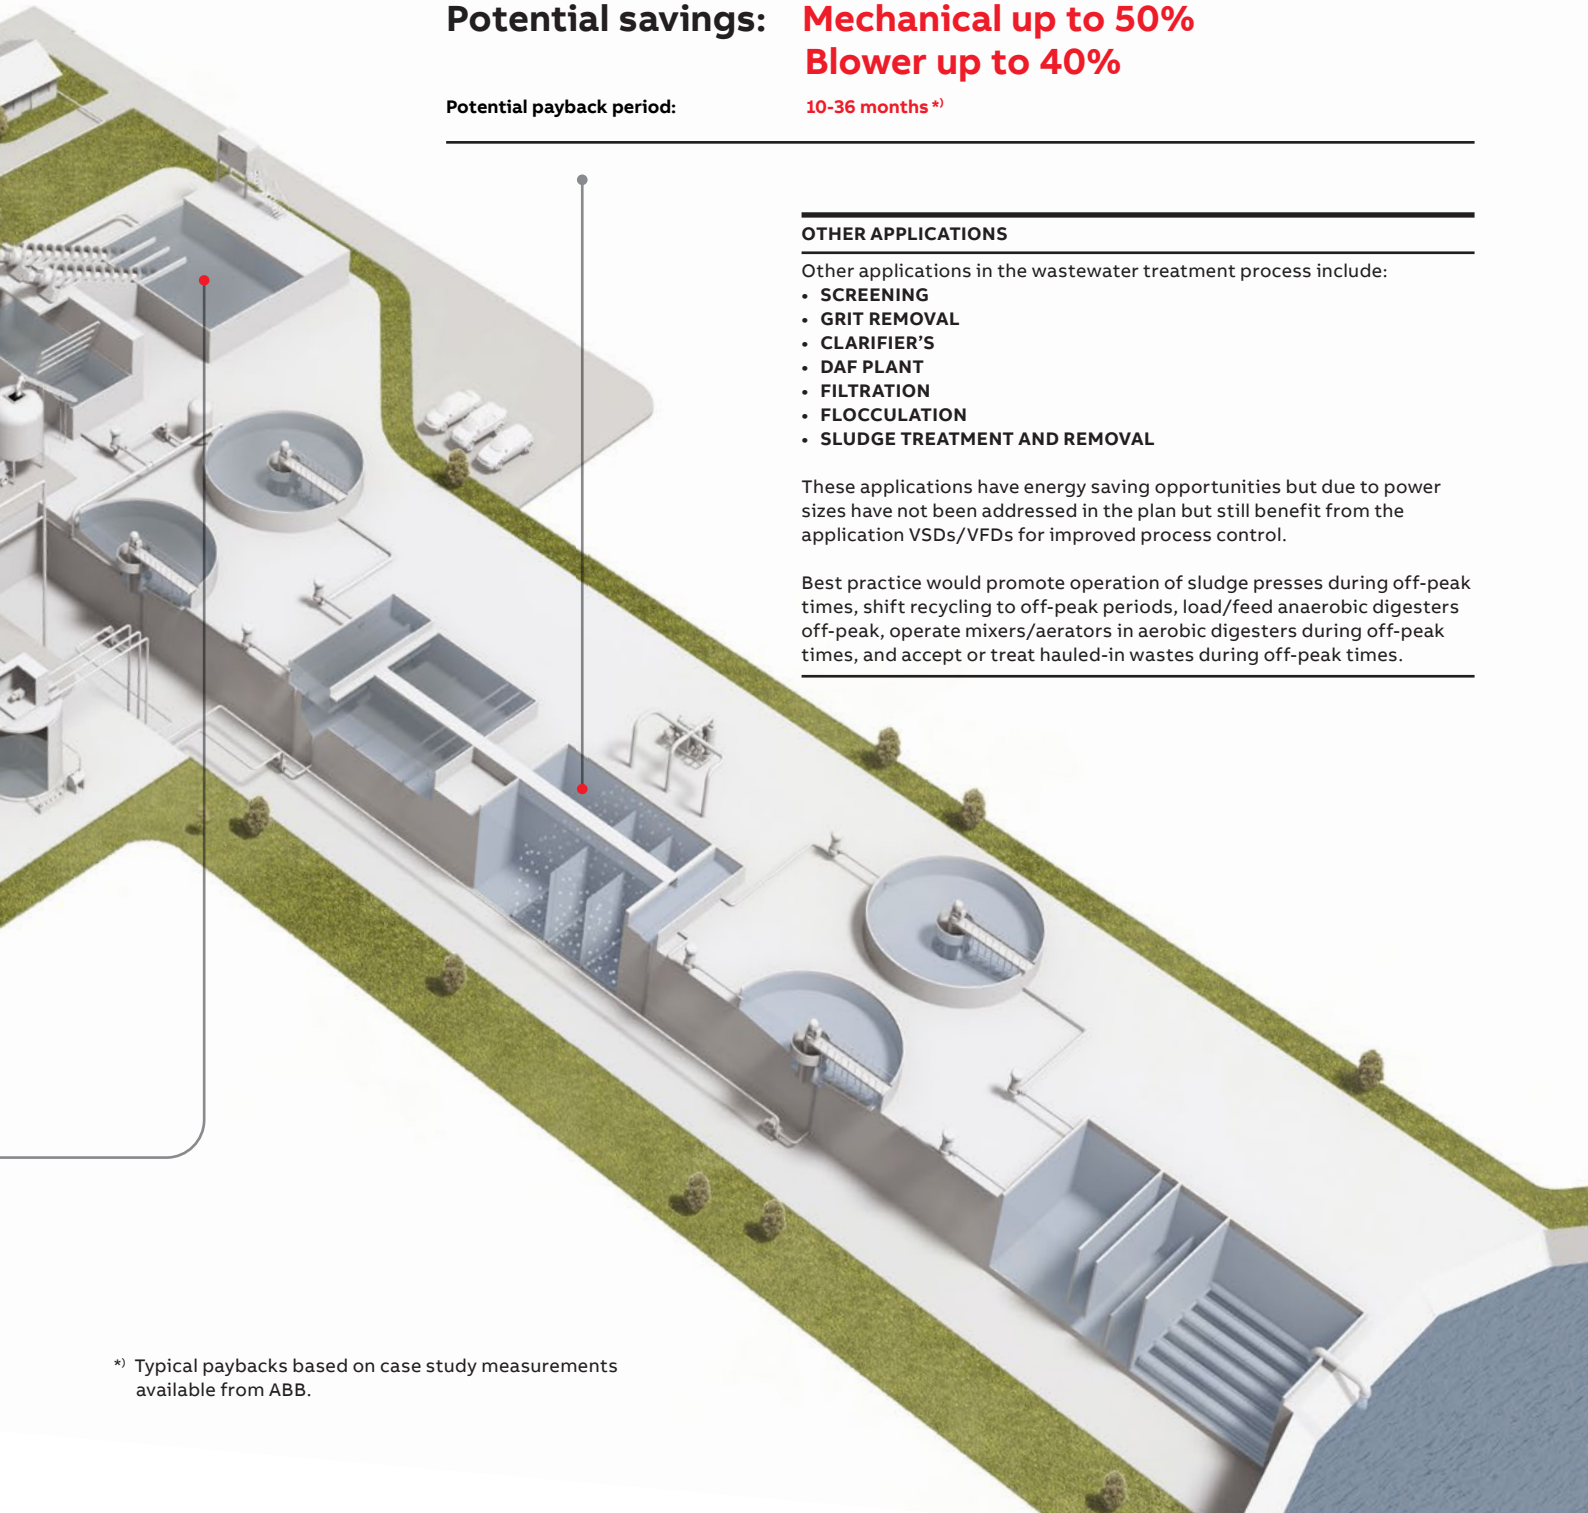 Potential savings: Mechanical up to 50%
Blower up to 40%
Potential payback period: 10-36 months *)
OTHER APPLICATIONS
Other applications in the wastewater treatment process include:
• SCREENING
• GRIT REMOVAL
• CLARIFIER’S
• DAF PLANT
• FILTRATION
• FLOCCULATION
• SLUDGE TREATMENT AND REMOVAL
These applications have energy saving opportunities but due to power
sizes have not been addressed in the plan but still benefit from the
application VSDs/VFDs for improved process control.
Best practice would promote operation of sludge presses during off-peak
times, shift recycling to off-peak periods, load/feed anaerobic digesters
off-peak, operate mixers/aerators in aerobic digesters during off-peak
times, and accept or treat hauled-in wastes during off-peak times.
*) Typical paybacks based on case study measurements
available from ABB.